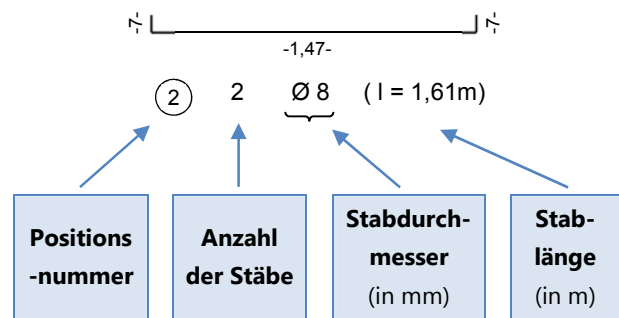 -7- -7-
-1,47-
2 2 Ø 8 ( l = 1,61m)
Positions
-nummer
Anzahl
der Stäbe
Stabdurch-
messer
(in mm)
Stab-
länge
(in m)